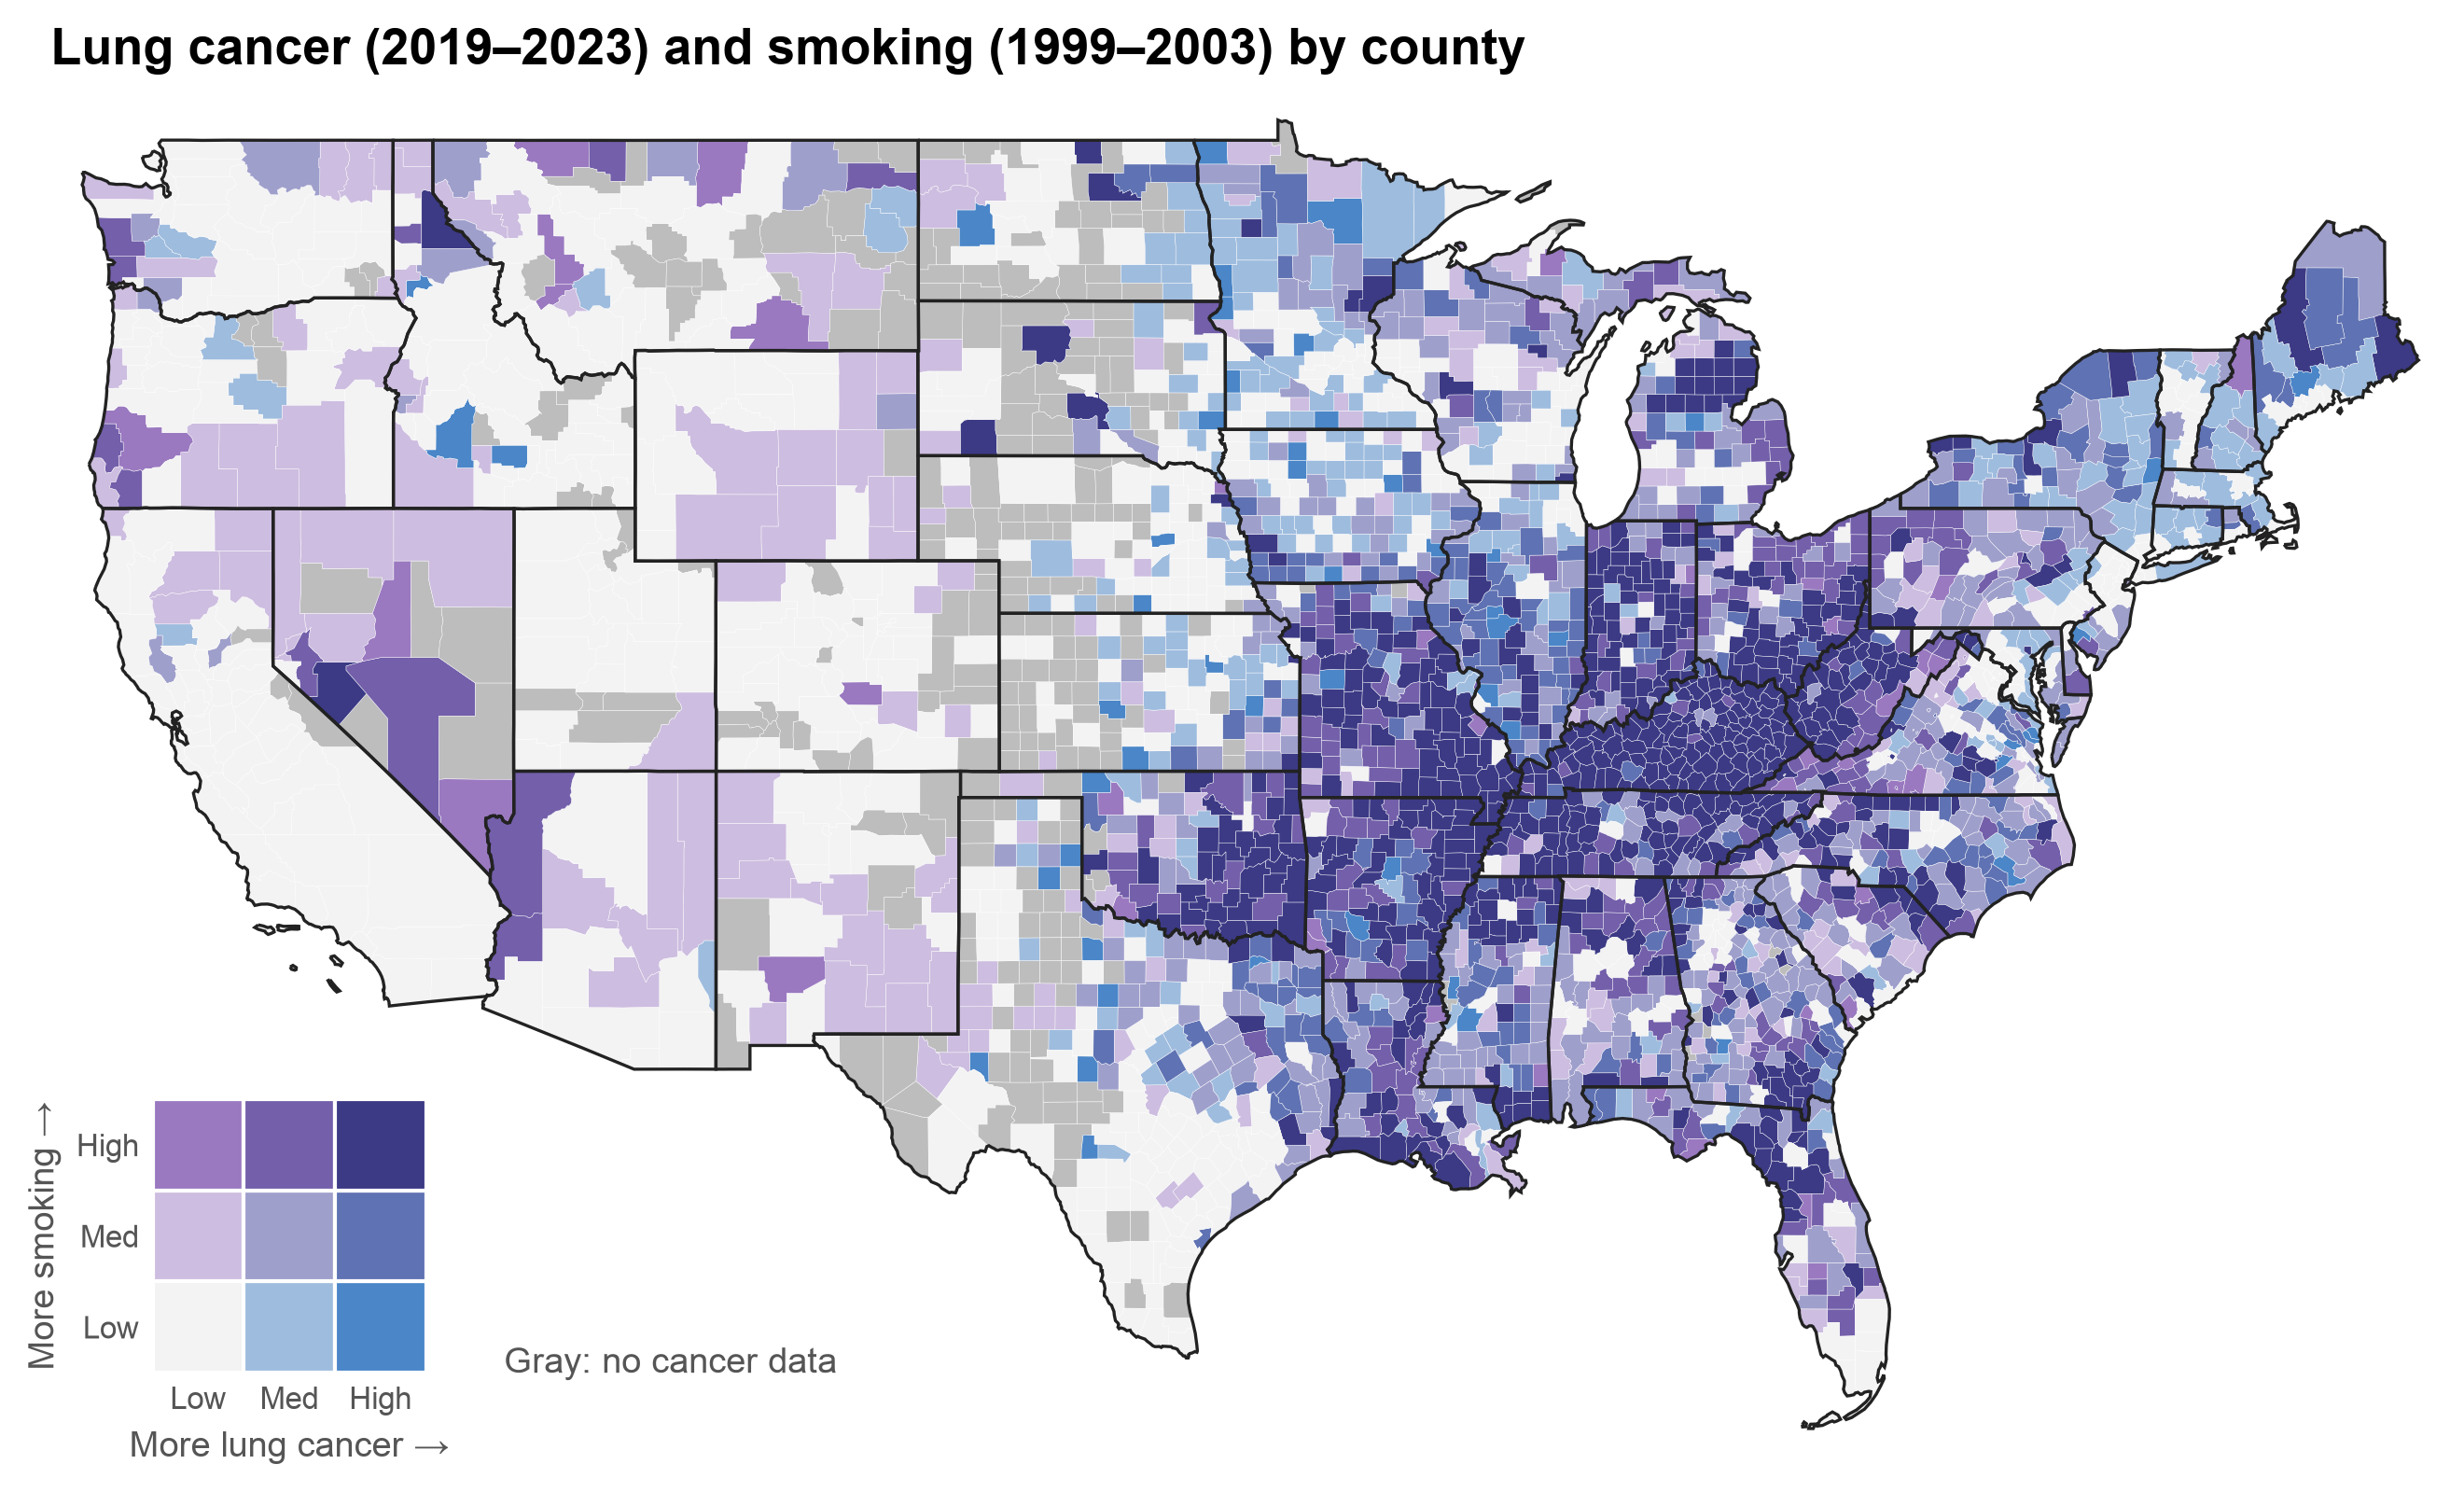 Lung cancer (2019–2023) and smoking (1999–2003) by county
More smoking →
High
Med
Low
Low Med High
More lung cancer →
Gray: no cancer data